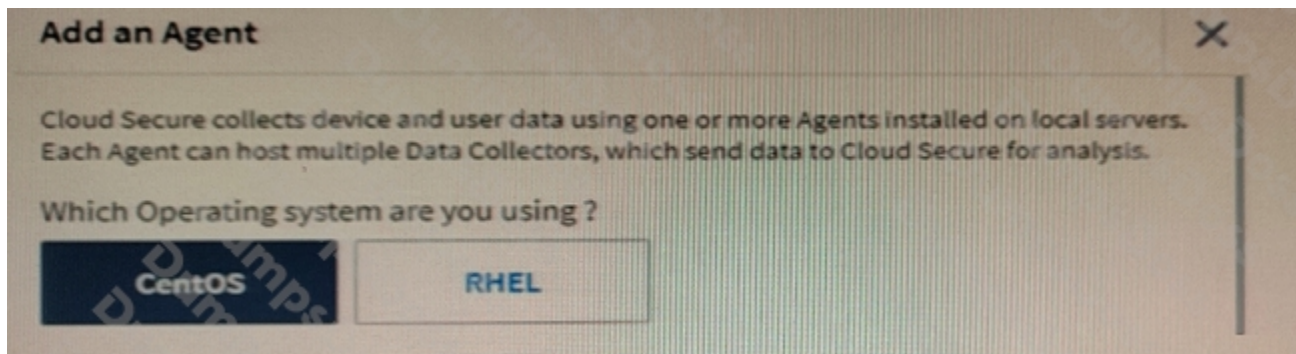 Add an Agent
Cloud Secure collects device and user data using one or more Agents installed on local servers.
Each Agent can host multiple Data Collectors, which send data to Cloud Secure for analysis.
Which Operating system are you using ?
CentOS
RHEL